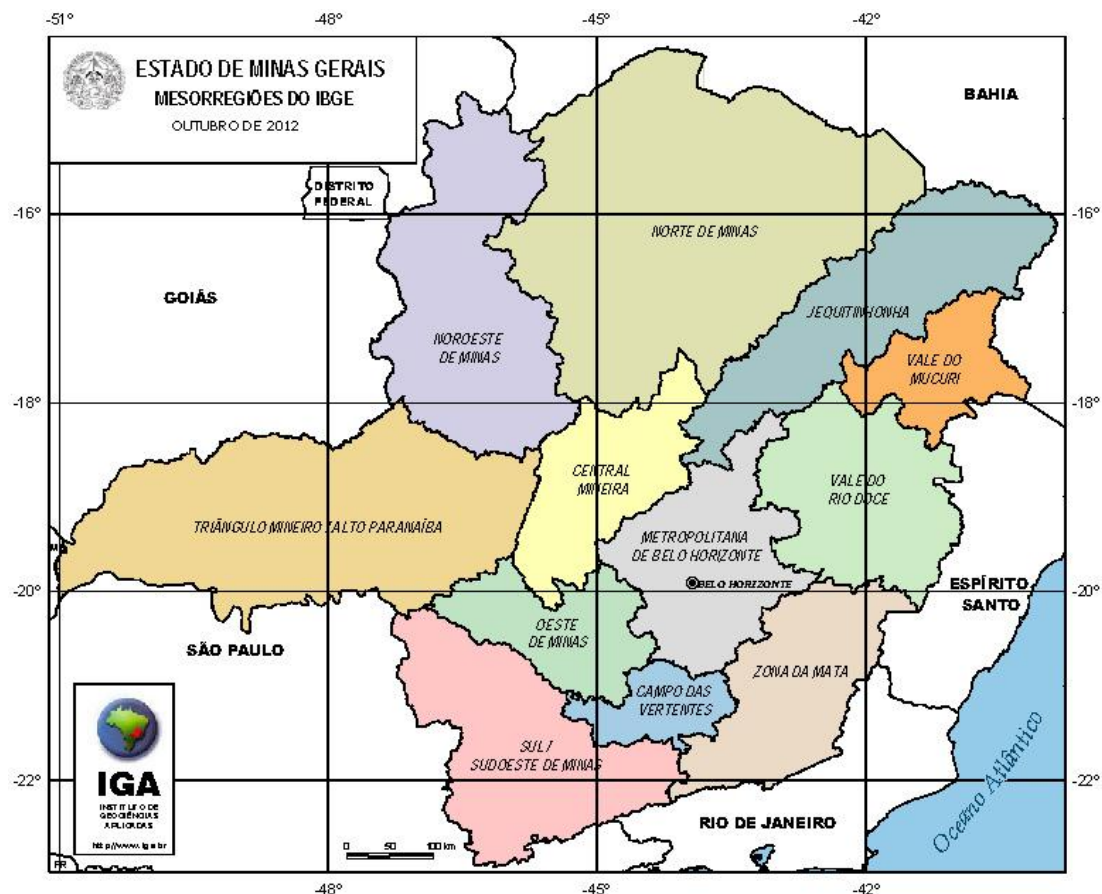 -51°
-48°
-45°
-42°
ESTADO DE MINAS GERAIS
MESORREGIÕES DO IBGE
OUTUBRO DE 2012
BAHIA
DISTRITO
FEDERAL
-16°
-16°
NORTE DE MINAS
GOIÁS
JEQUITINHONHA
NOROESTE
DE MINAS
VALE DO
MUCURI
-18°
-18°
CENTRAL
MINEIRA
VALE DO
RIO DOCE
TRIÂNGULO MINEIRO / ALTO PARANAÍBA
METROPOLITANA
DE BELO HORIZONTE
BELO HORIZONTE
-20°
-20°
ESPÍRITO
SANTO
OESTE
DE MINAS
SÃO PAULO
ZONA DA MATA
CAMPO DAS
VERTENTES
SUL /
SUDOESTE DE MINAS
Oceano Atlântico
-22°
-22°
IGA
INSTITUTO DE
GEOCIÊNCIAS
APLICADAS
RIO DE JANEIRO
0 50 100 km
PR
-48°
-45°
-42°